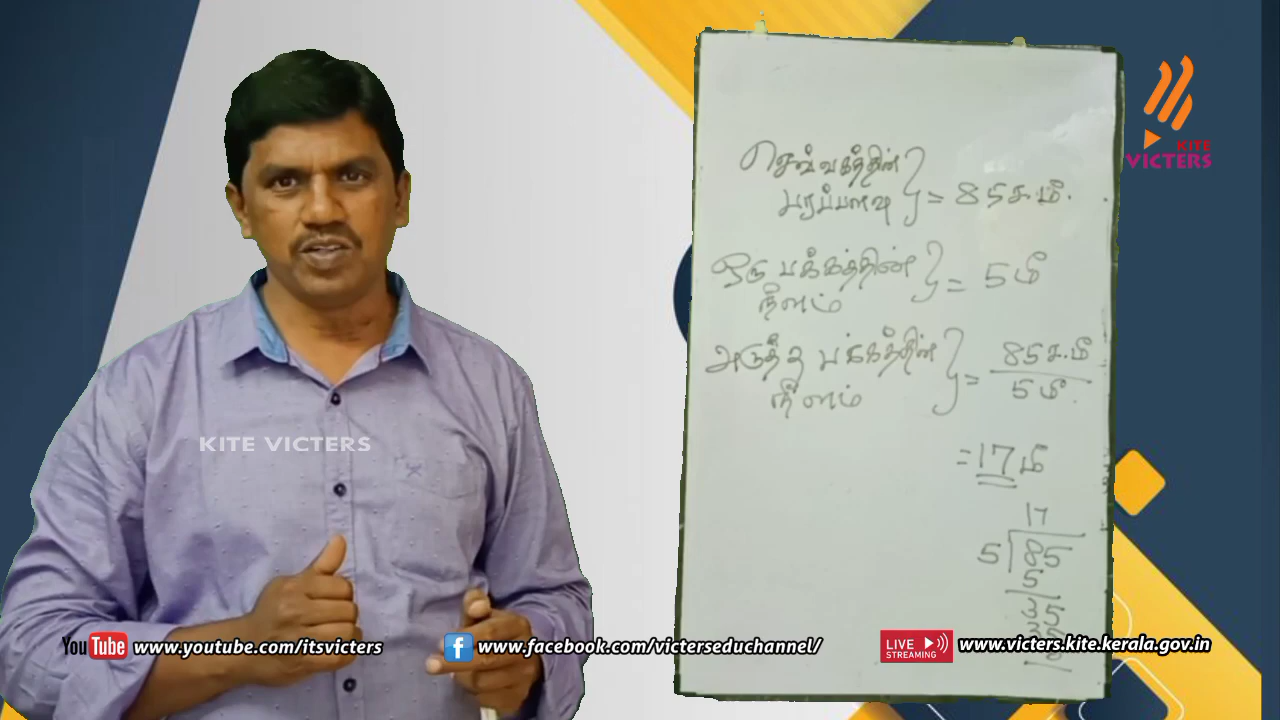 செவ்வகத்தின்
பரப்பளவு } = 85 ச.மீ.
ஒரு பக்கத்தின்
நீளம் } = 5 மீ
அடுத்த பக்கத்தின்
நீளம் } = 85 ச.மீ
5 மீ
= 17 மீ
17
5 85
5
35
KITE
VICTERS
KITE VICTERS
You Tube www.youtube.com/itsvicters
f www.facebook.com/victerseduchannel/
LIVE
STREAMING
www.victers.kite.kerala.gov.in